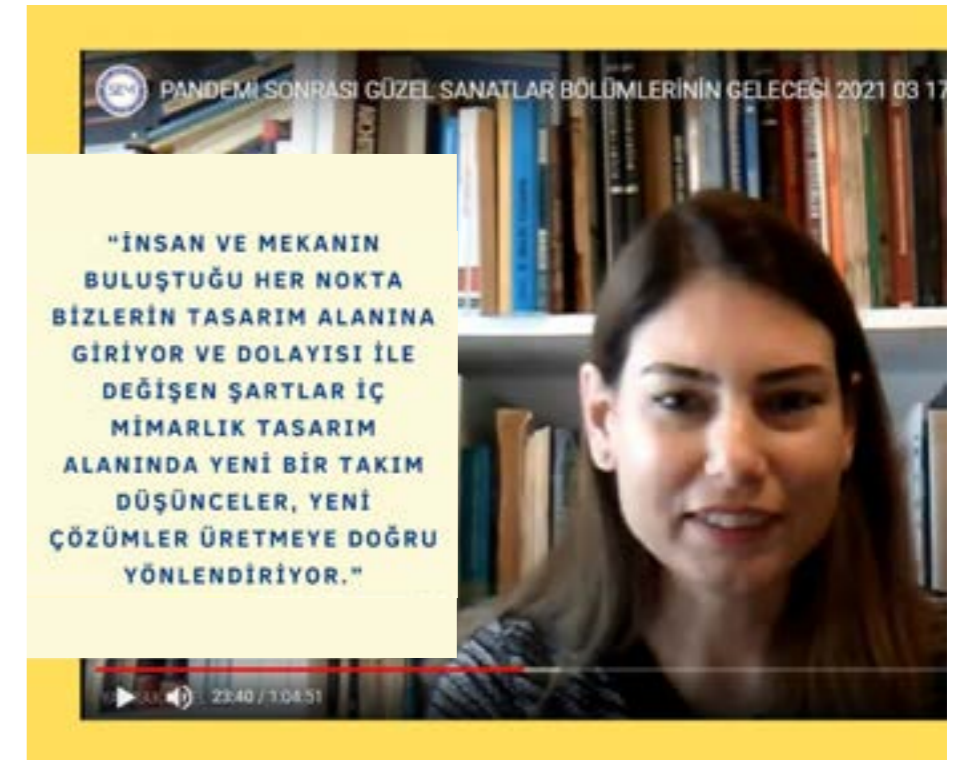 PANDEMİ SONRASI GÜZEL SANATLAR BÖLÜMLERİNİN GELECEĞİ 2021 03 17
"İNSAN VE MEKANIN
BULUŞTUĞU HER NOKTA
BİZLERİN TASARIM ALANINA
GİRİYOR VE DOLAYISI İLE
DEĞİŞEN ŞARTLAR İÇ
MİMARLIK TASARIM
ALANINDA YENİ BİR TAKIM
DÜŞÜNCELER, YENİ
ÇÖZÜMLER ÜRETMEYE DOĞRU
YÖNLENDİRİYOR."
23:40 / 1:04:51